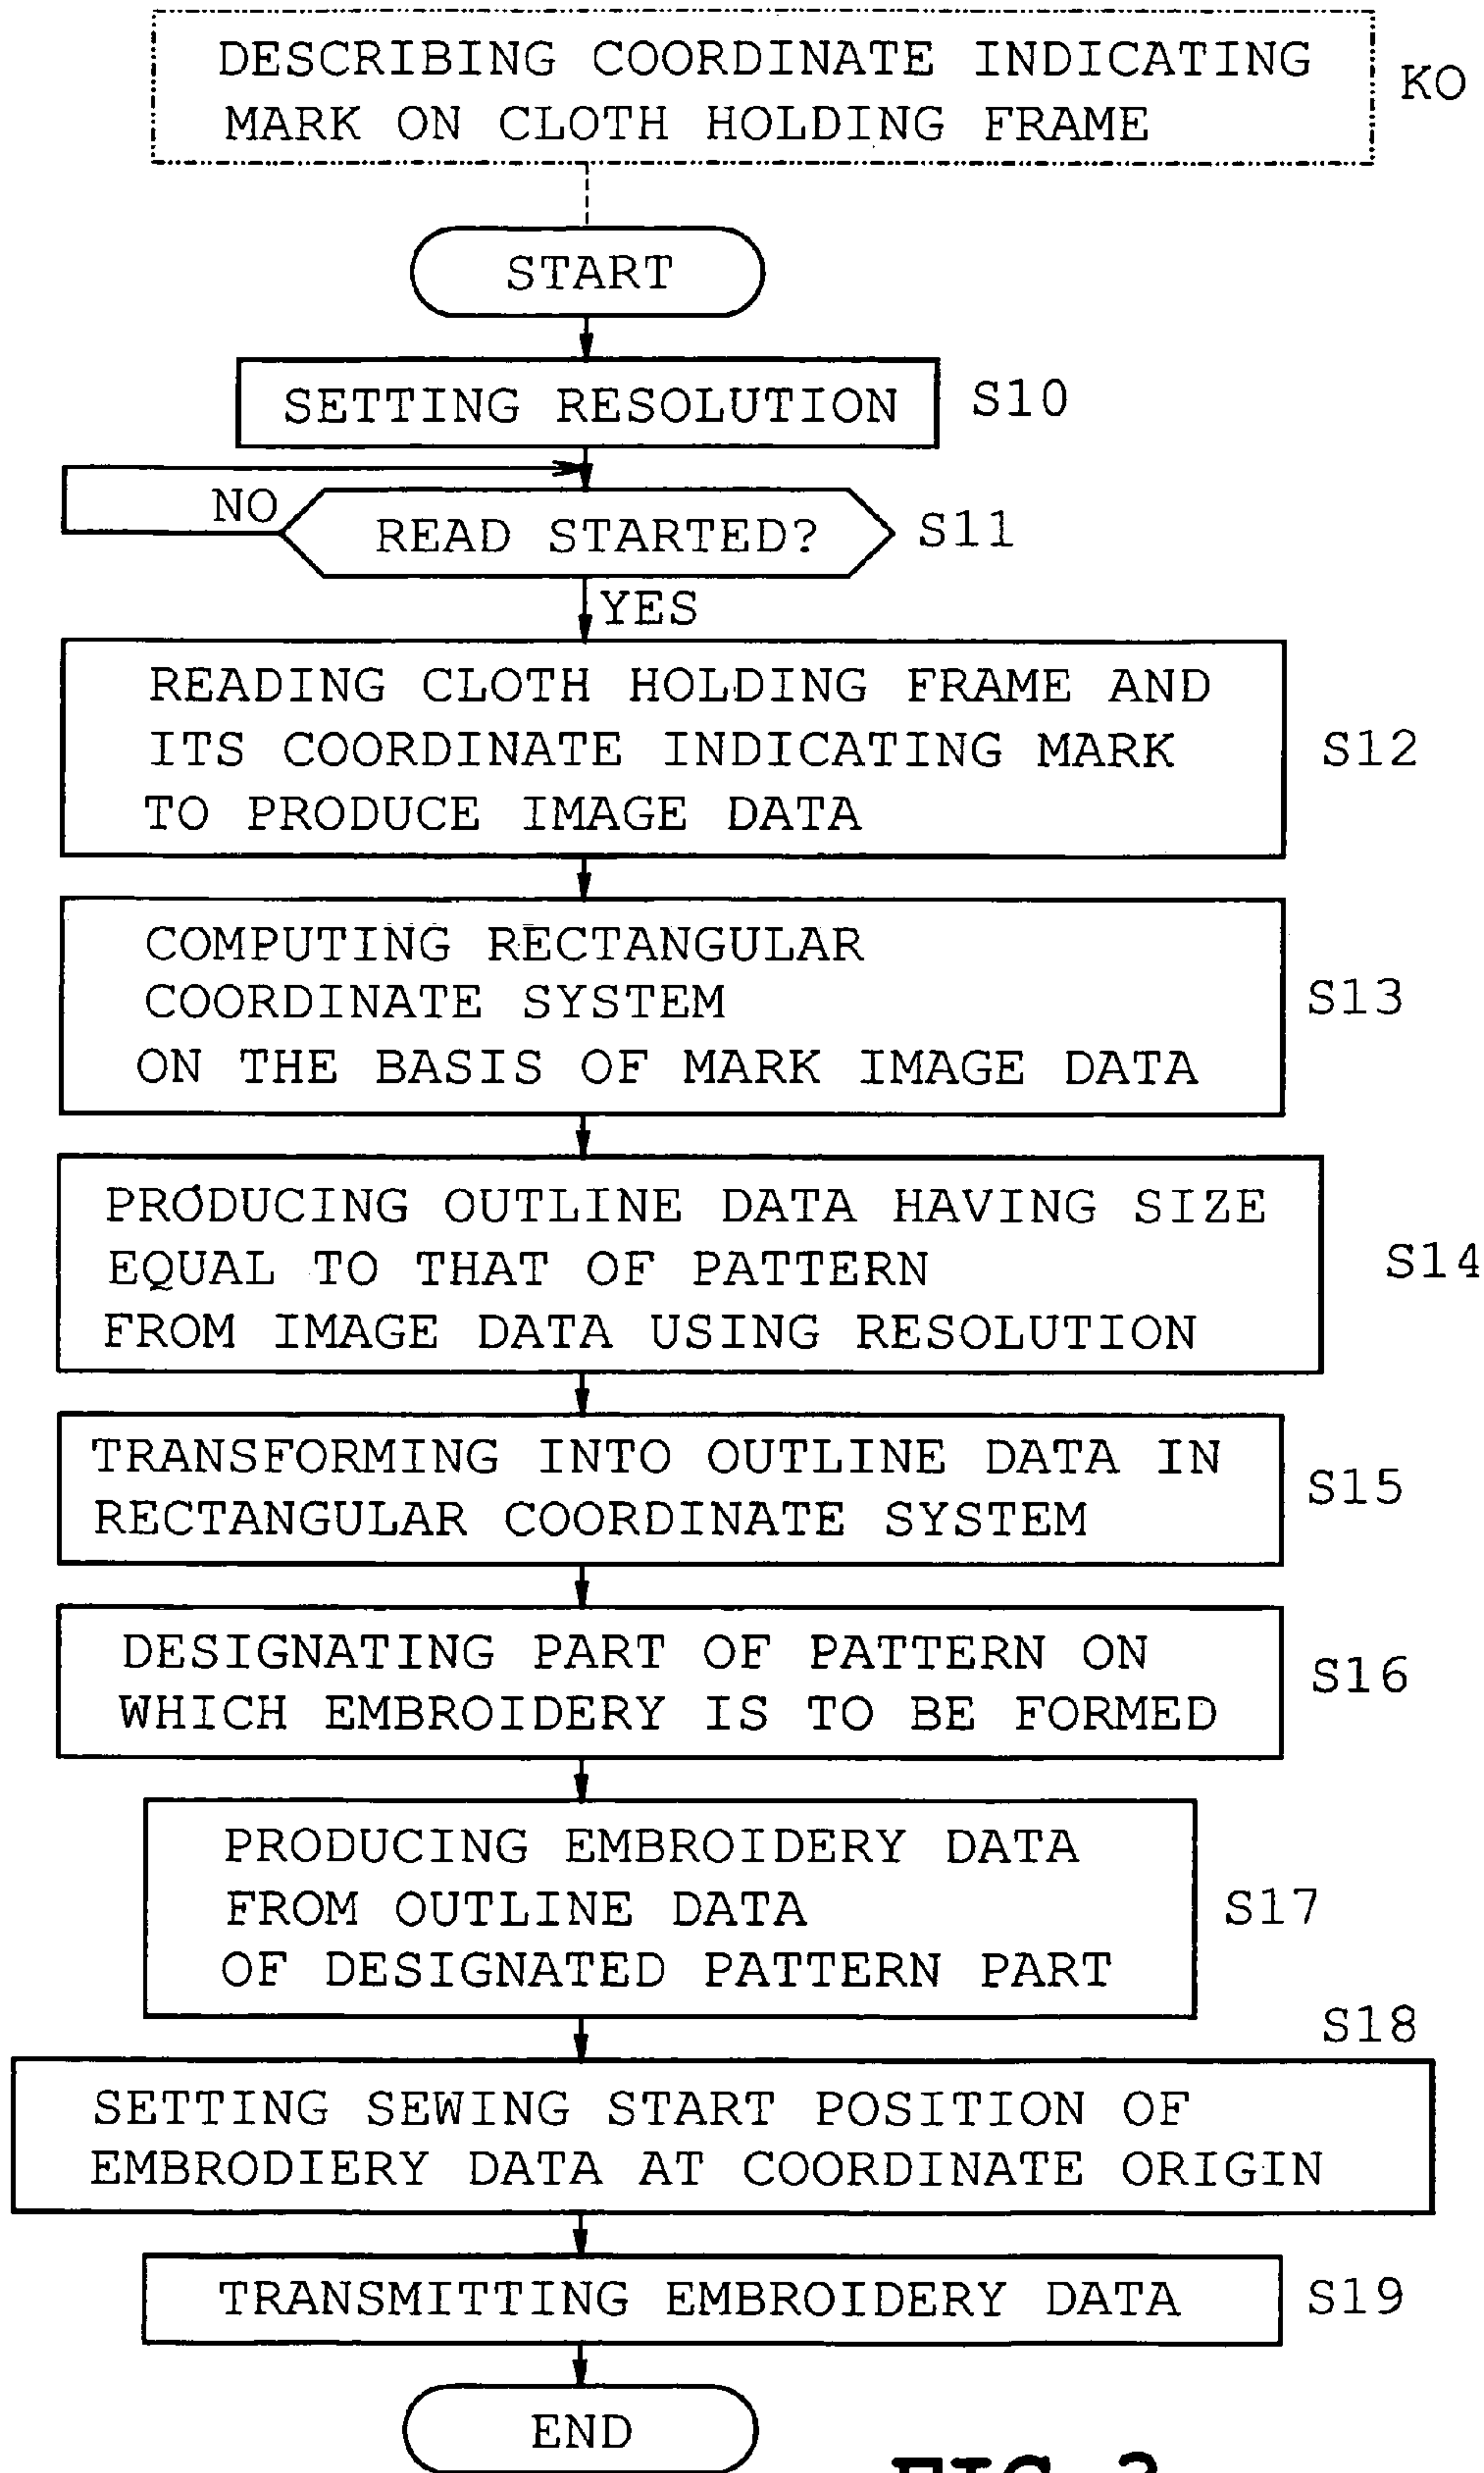 DESCRIBING COORDINATE INDICATING
MARK ON CLOTH HOLDING FRAME
KO
START
SETTING RESOLUTION
S10
NO
READ STARTED?
S11
YES
READING CLOTH HOLDING FRAME AND
ITS COORDINATE INDICATING MARK
TO PRODUCE IMAGE DATA
S12
COMPUTING RECTANGULAR
COORDINATE SYSTEM
ON THE BASIS OF MARK IMAGE DATA
S13
PRODUCING OUTLINE DATA HAVING SIZE
EQUAL TO THAT OF PATTERN
FROM IMAGE DATA USING RESOLUTION
S14
TRANSFORMING INTO OUTLINE DATA IN
RECTANGULAR COORDINATE SYSTEM
S15
DESIGNATING PART OF PATTERN ON
WHICH EMBROIDERY IS TO BE FORMED
S16
PRODUCING EMBROIDERY DATA
FROM OUTLINE DATA
OF DESIGNATED PATTERN PART
S17
S18
SETTING SEWING START POSITION OF
EMBRODIERY DATA AT COORDINATE ORIGIN
TRANSMITTING EMBROIDERY DATA
S19
END